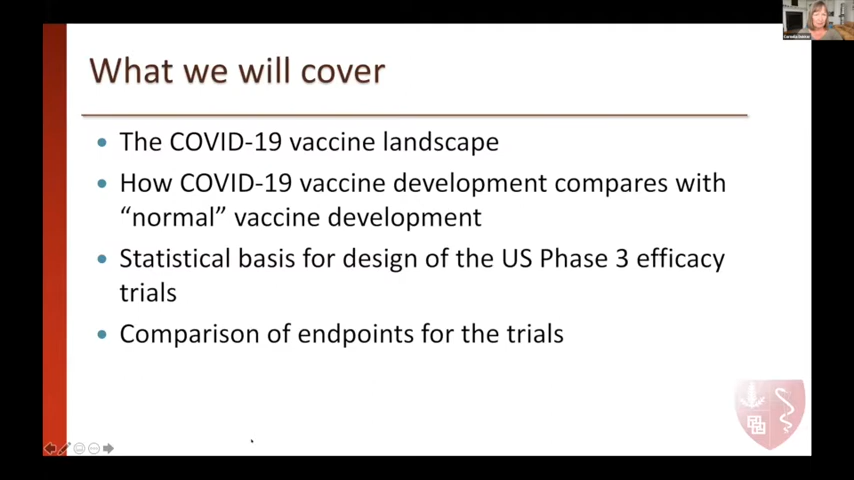 What we will cover
The COVID-19 vaccine landscape
How COVID-19 vaccine development compares with
“normal” vaccine development
Statistical basis for design of the US Phase 3 efficacy
trials
Comparison of endpoints for the trials